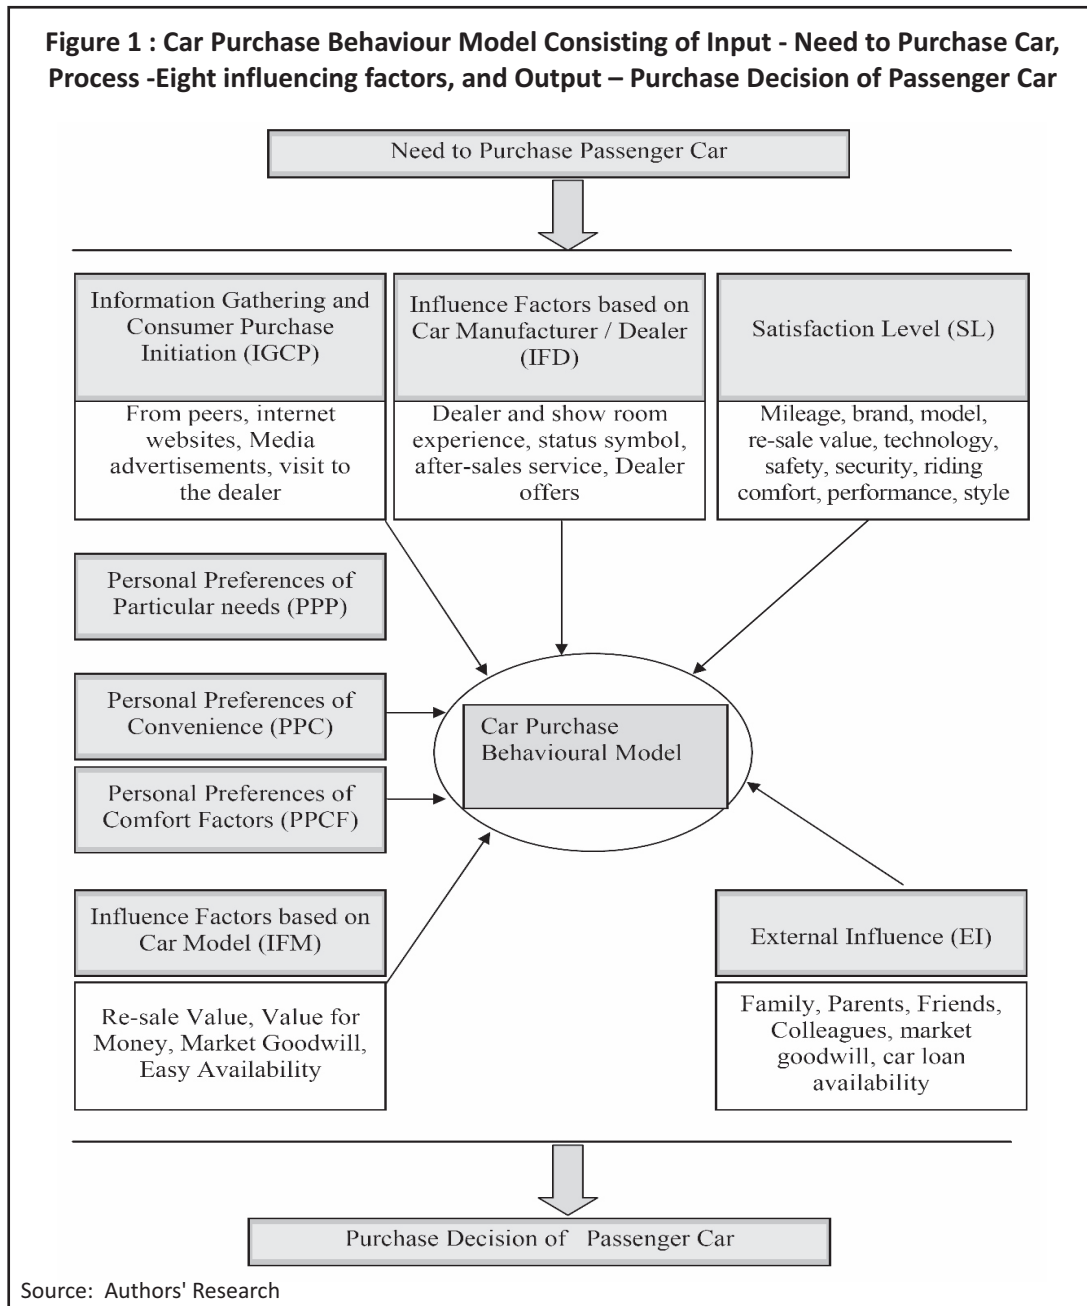 Figure 1 : Car Purchase Behaviour Model Consisting of Input - Need to Purchase Car,
Process -Eight influencing factors, and Output – Purchase Decision of Passenger Car
Need to Purchase Passenger Car
Information Gathering and
Consumer Purchase
Initiation (IGCP)
From peers, internet
websites, Media
advertisements, visit to
the dealer
Influence Factors based on
Car Manufacturer / Dealer
(IFD)
Dealer and show room
experience, status symbol,
after-sales service, Dealer
offers
Satisfaction Level (SL)
Mileage, brand, model,
re-sale value, technology,
safety, security, riding
comfort, performance, style
Personal Preferences of
Particular needs (PPP)
Personal Preferences of
Convenience (PPC)
Personal Preferences of
Comfort Factors (PPCF)
Car Purchase
Behavioural Model
Influence Factors based on
Car Model (IFM)
Re-sale Value, Value for
Money, Market Goodwill,
Easy Availability
External Influence (EI)
Family, Parents, Friends,
Colleagues, market
goodwill, car loan
availability
Purchase Decision of Passenger Car
Source: Authors' Research